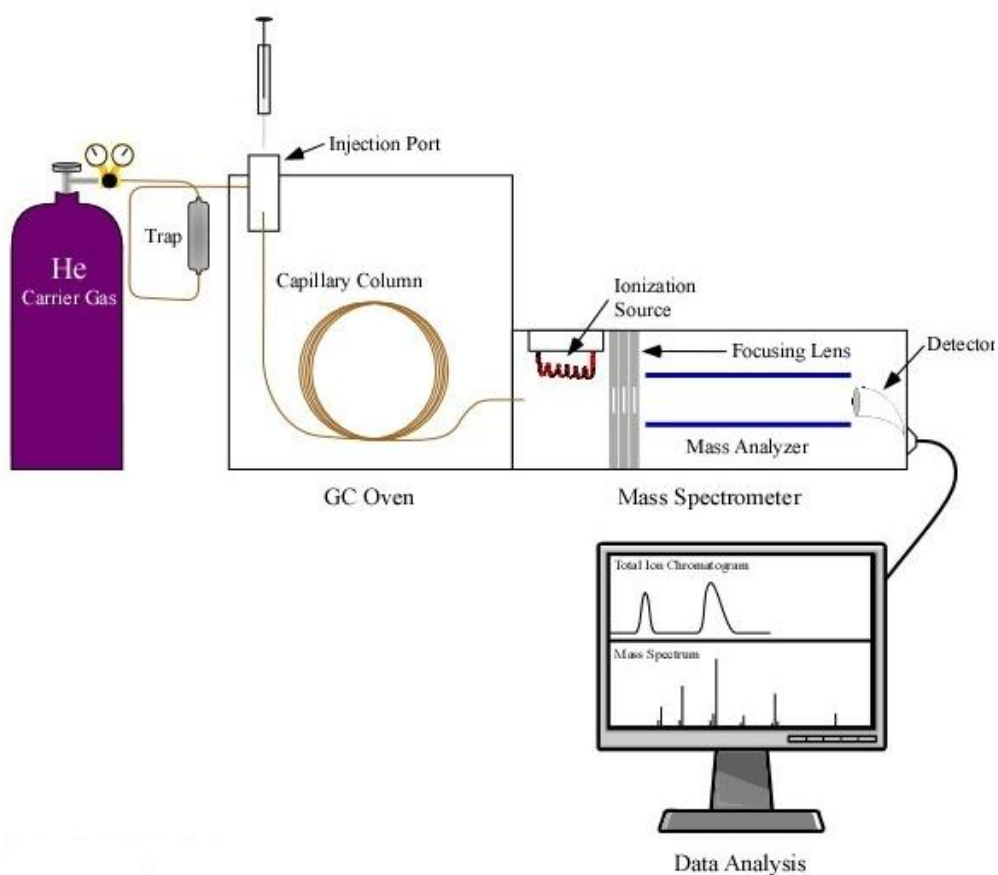 Injection Port
Trap
He
Carrier Gas
Capillary Column
Ionization
Source
Focusing Lens
Detector
Mass Analyzer
GC Oven
Mass Spectrometer
Total Ion Chromatogram
Mass Spectrum
Data Analysis